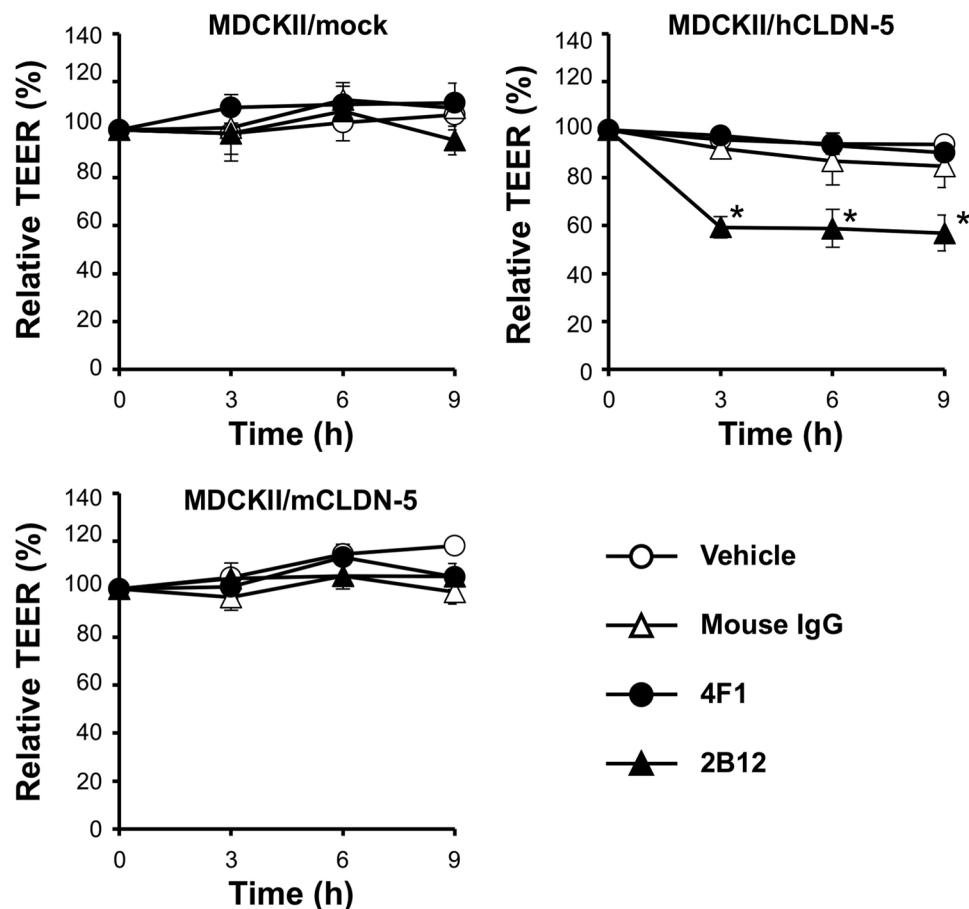 MDCKII/mock
Relative TEER (%)
140
120
100
80
60
40
20
0
0 3 6 9
Time (h)
MDCKII/hCLDN-5
Relative TEER (%)
140
120
100
80
60
40
20
0
* * *
0 3 6 9
Time (h)
MDCKII/mCLDN-5
Relative TEER (%)
140
120
100
80
60
40
20
0
0 3 6 9
Time (h)
Vehicle
Mouse IgG
4F1
2B12